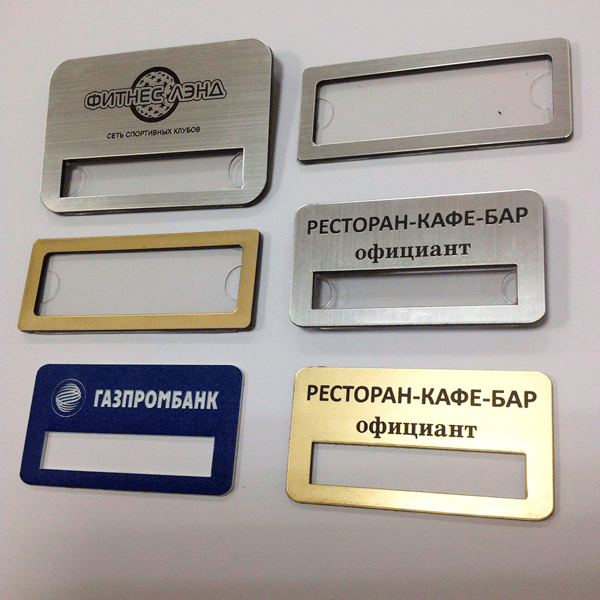 ФИТНЕС ЛЭНД
СЕТЬ СПОРТИВНЫХ КЛУБОВ
РЕСТОРАН-КАФЕ-БАР
официант
ГАЗПРОМБАНК
РЕСТОРАН-КАФЕ-БАР
официант